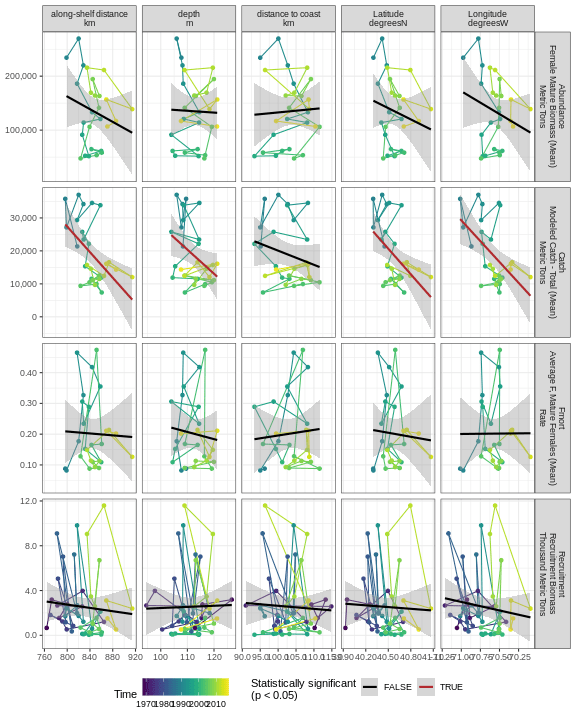 along-shelf distance
km
depth
m
distance to coast
km
Latitude
degreesN
Longitude
degreesW
200,000
100,000
Abundance
Female Mature Biomass (Mean)
Metric Tons
30,000
20,000
10,000
0
Catch
Modeled Catch - Total (Mean)
Metric Tons
0.40
0.30
0.20
0.10
Fmort
Average F, Mature Females (Mean)
Rate
12.0
8.0
4.0
0.0
Recruitment
Recruitment Biomass
Thousand Metric Tons
760 800 840 880 920
100 110 120
Time
1970 1980 1990 2000 2010
Statistically significant
(p < 0.05)
FALSE
TRUE